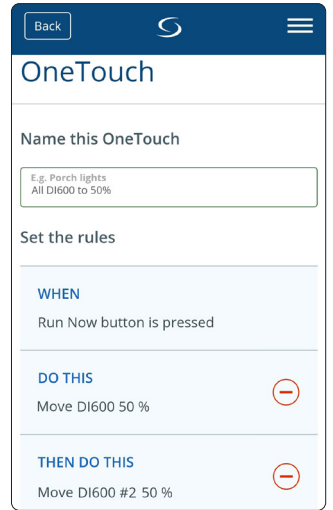 Back
OneTouch
Name this OneTouch
E.g. Porch lights
All DI600 to 50%
Set the rules
WHEN
Run Now button is pressed
DO THIS
Move DI600 50 %
THEN DO THIS
Move DI600 #2 50 %